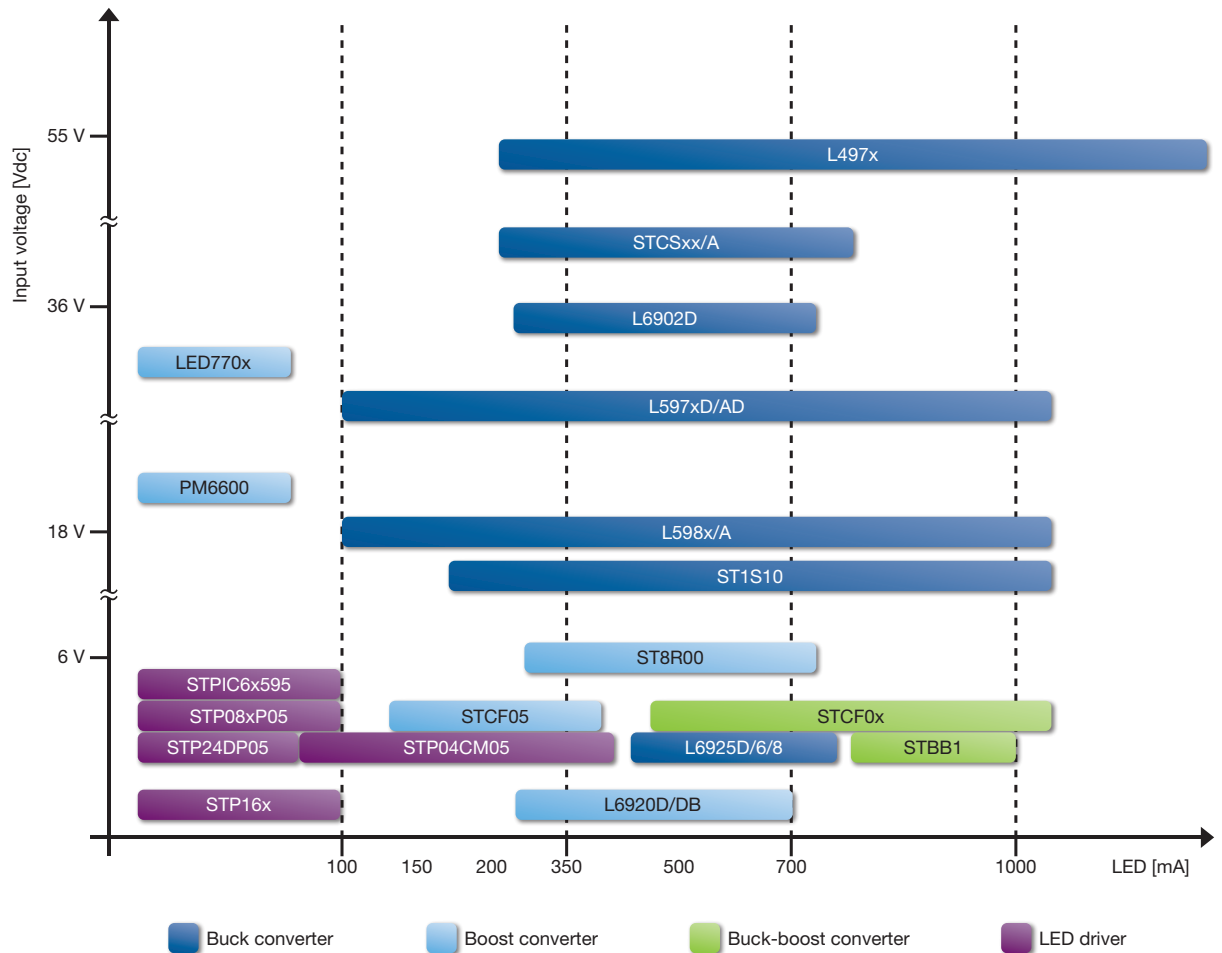 Input voltage [Vdc]
55 V
L497x
STCSxx/A
36 V
L6902D
LED770x
L597xD/AD
PM6600
18 V
L598x/A
ST1S10
6 V
ST8R00
STPIC6x595
STP08xP05
STCF05
STCF0x
STP24DP05
STP04CM05
L6925D/6/8
STBB1
STP16x
L6920D/DB
100 150 200 350 500 700 1000 LED [mA]
Buck converter
Boost converter
Buck-boost converter
LED driver